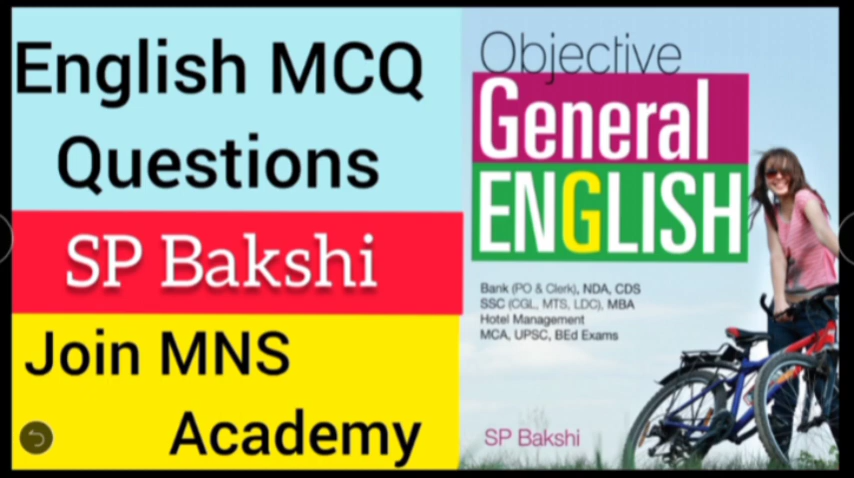 English MCQ
Questions
SP Bakshi
Join MNS
Academy
Objective
General
ENGLISH
Bank (PO & Clerk), NDA, CDS
SSC (CGL, MTS, LDC), MBA
Hotel Management
MCA, UPSC, BEd Exams
SP Bakshi